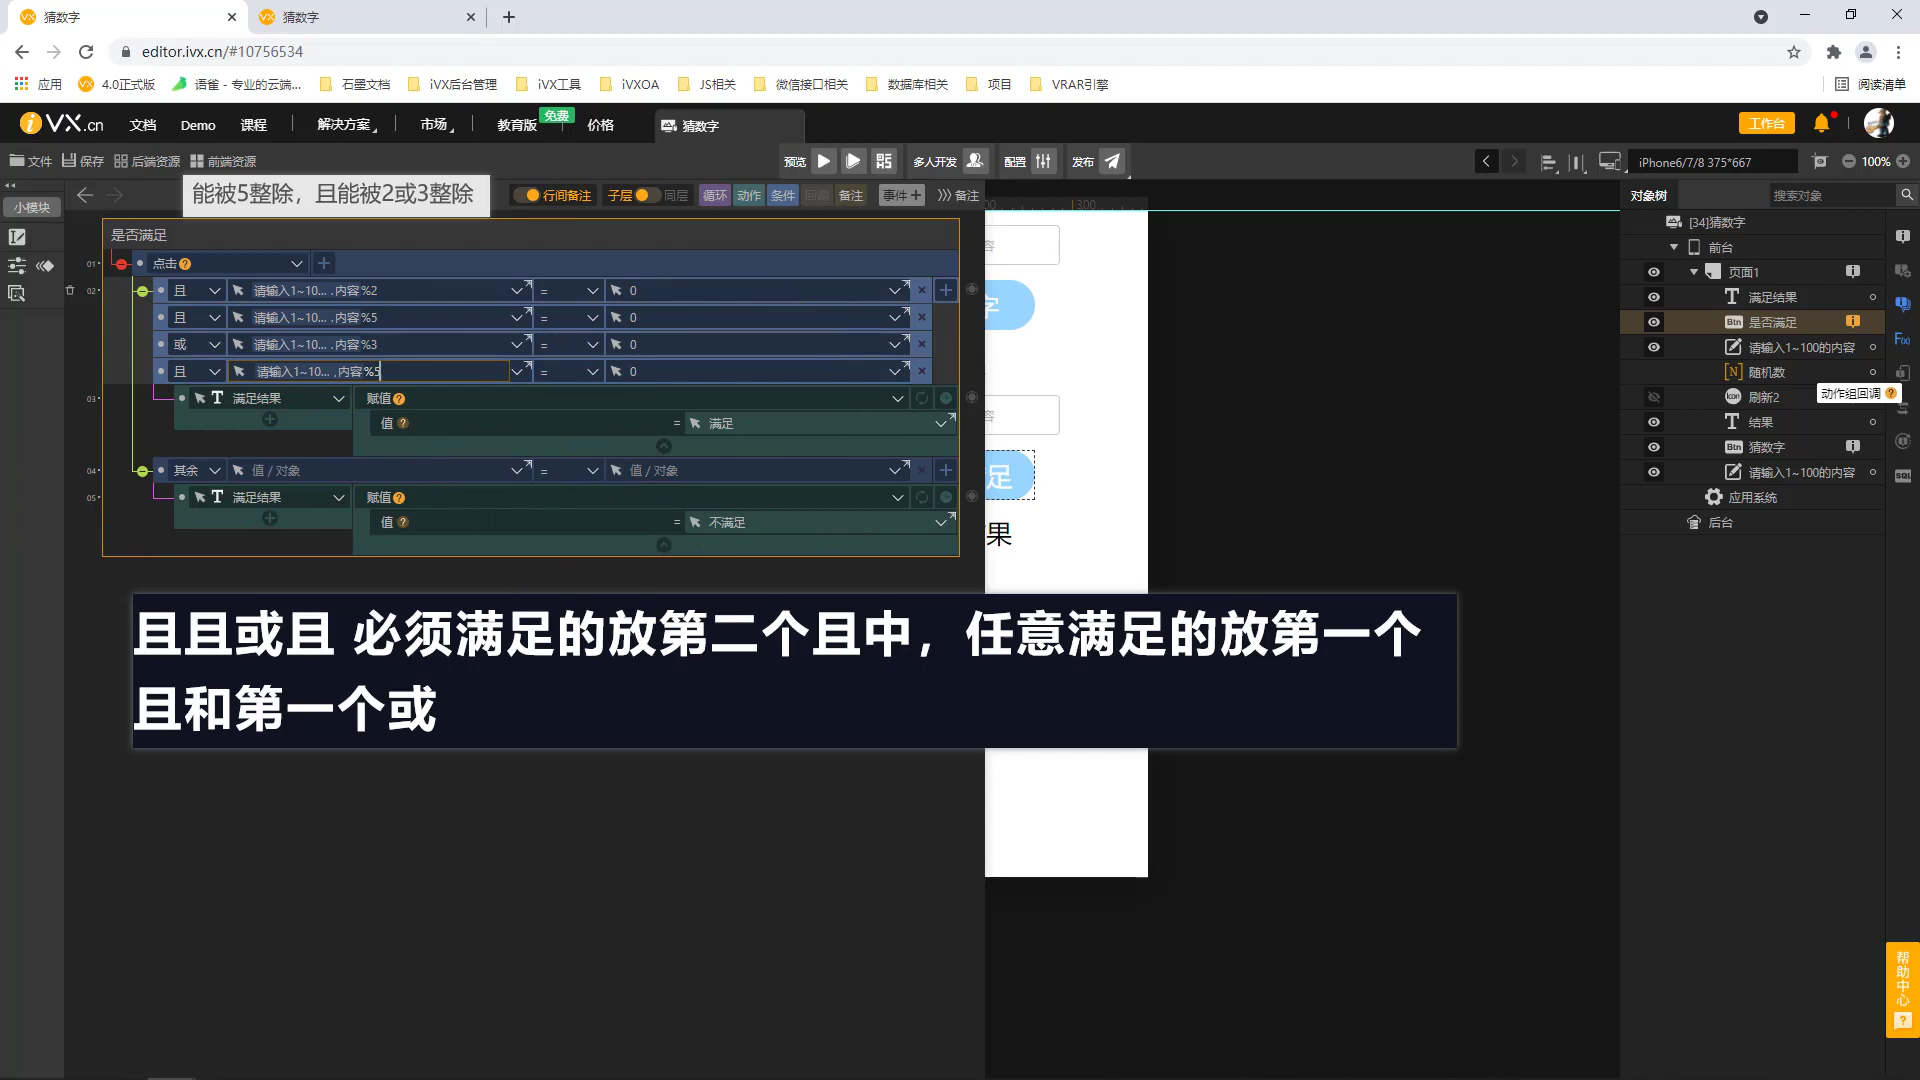 猜数字
猜数字
editor.ivx.cn/#10756534
应用
4.0正式版
语雀 - 专业的云端...
石墨文档
iVX后台管理
iVX工具
iVXOA
JS相关
微信接口相关
数据库相关
项目
VRAR引擎
阅读清单
iVX.cn
文档
Demo
课程
解决方案
市场
教育版
免费
价格
猜数字
工作台
文件
保存
后端资源
前端资源
预览
多人开发
配置
发布
iPhone6/7/8 375*667
100%
小模块
能被5整除，且能被2或3整除
行间备注
子层
同层
循环
动作
条件
回调
备注
事件
备注
300
对象树
搜索对象
是否满足
01
点击
02
且 请输入1~10... .内容%2 = 0
且 请输入1~10... .内容%5 = 0
或 请输入1~10... .内容%3 = 0
且 请输入1~10... .内容%5 = 0
03
T 满足结果
赋值
值 = 满足
04
其余 值 / 对象 = 值 / 对象
05
T 满足结果
赋值
值 = 不满足
容
字
容
足
果
且且或且 必须满足的放第二个且中，任意满足的放第一个
且和第一个或
[34]猜数字
前台
页面1
T 满足结果
Btn 是否满足
请输入1~100的内容
[N] 随机数
icon 刷新2
动作组回调
T 结果
Btn 猜数字
请输入1~100的内容
应用系统
后台
F(x)
SQL
帮助中心